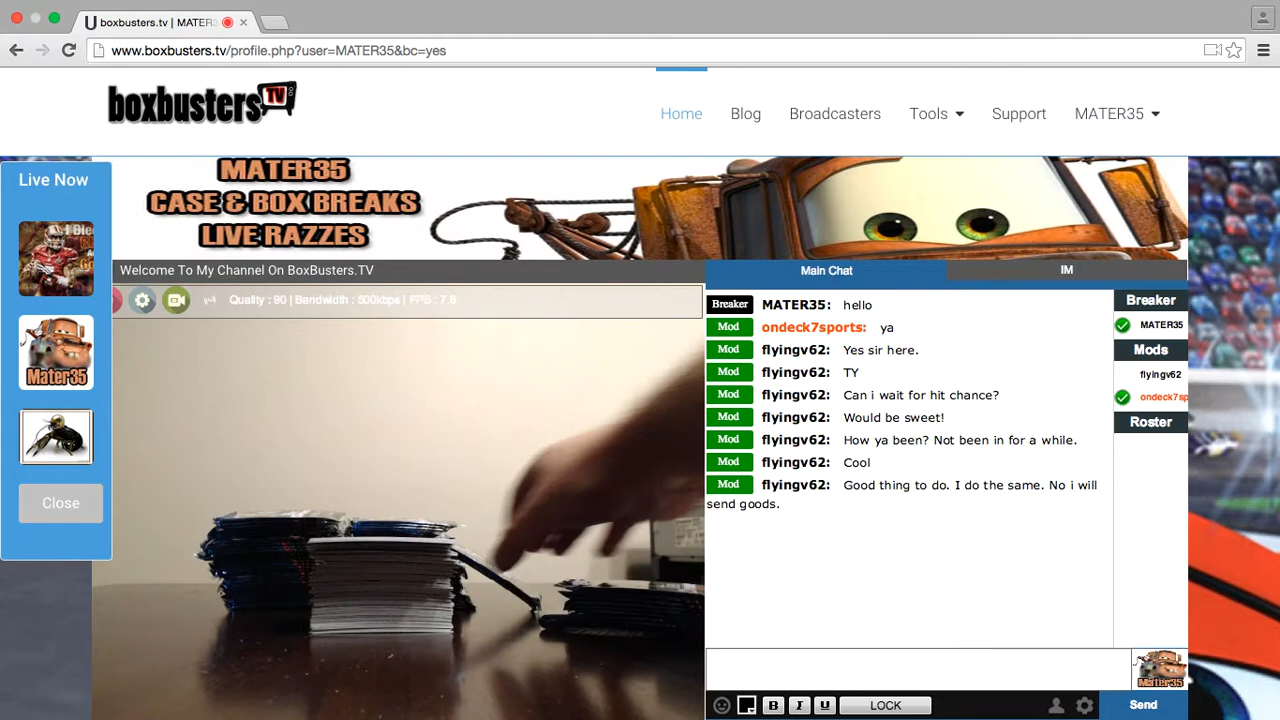 boxbusters.tv | MATER3
www.boxbusters.tv/profile.php?user=MATER35&bc=yes
boxbusters TV
Home Blog Broadcasters Tools Support MATER35
Live Now
MATER35
CASE & BOX BREAKS
LIVE RAZZES
Welcome To My Channel On BoxBusters.TV
Main Chat IM
Quality : 90 | Bandwidth : 500kbps | FPS : 7.6
Breaker MATER35: hello
Mod ondeck7sports: ya
Mod flyingv62: Yes sir here.
Mod flyingv62: TY
Mod flyingv62: Can i wait for hit chance?
Mod flyingv62: Would be sweet!
Mod flyingv62: How ya been? Not been in for a while.
Mod flyingv62: Cool
Mod flyingv62: Good thing to do. I do the same. No i will
send goods.
Breaker
MATER35
Mods
flyingv62
ondeck7sp
Roster
Mater35
Close
Mater35
B I U LOCK Send